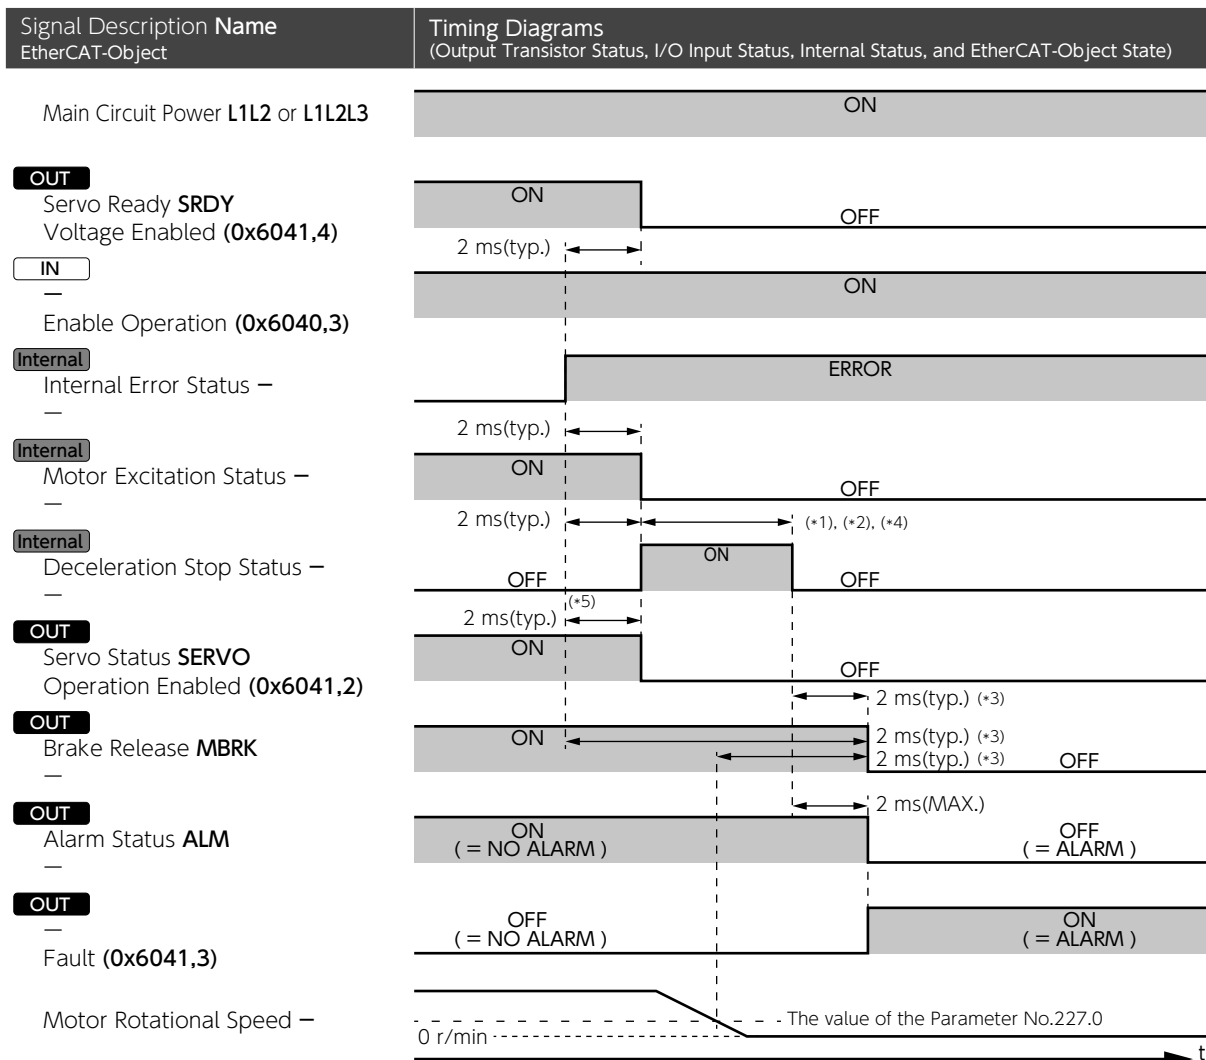 Signal Description Name
EtherCAT-Object
Timing Diagrams
(Output Transistor Status, I/O Input Status, Internal Status, and EtherCAT-Object State)
Main Circuit Power L1L2 or L1L2L3
ON
OUT
Servo Ready SRDY
Voltage Enabled (0x6041,4)
ON
OFF
2 ms(typ.)
IN
—
Enable Operation (0x6040,3)
ON
Internal
Internal Error Status —
—
ERROR
2 ms(typ.)
Internal
Motor Excitation Status —
—
ON
OFF
2 ms(typ.)
(*1), (*2), (*4)
Internal
Deceleration Stop Status —
—
OFF
ON
OFF
(*5)
2 ms(typ.)
OUT
Servo Status SERVO
Operation Enabled (0x6041,2)
ON
OFF
2 ms(typ.) (*3)
OUT
Brake Release MBRK
—
ON
2 ms(typ.) (*3)
2 ms(typ.) (*3)
OFF
2 ms(MAX.)
OUT
Alarm Status ALM
—
ON
( = NO ALARM )
OFF
( = ALARM )
OUT
—
Fault (0x6041,3)
OFF
( = NO ALARM )
ON
( = ALARM )
Motor Rotational Speed —
The value of the Parameter No.227.0
0 r/min
t